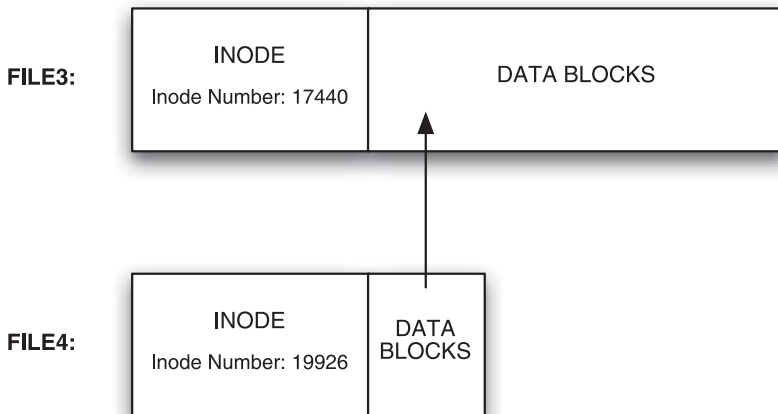 FILE3:
INODE
Inode Number: 17440
DATA BLOCKS
FILE4:
INODE
Inode Number: 19926
DATA
BLOCKS